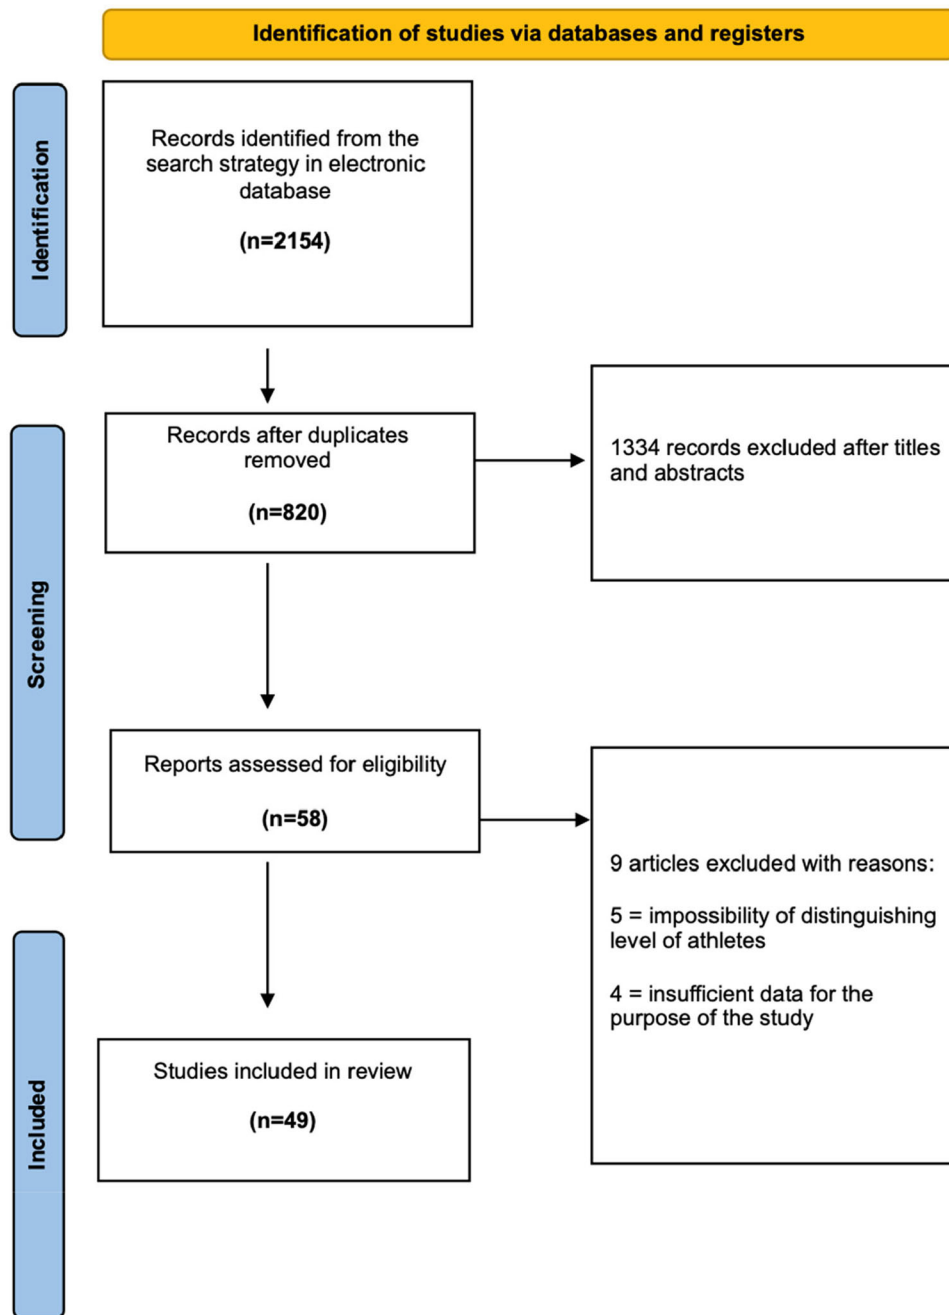 Identification of studies via databases and registers
Identification
Records identified from the
search strategy in electronic
database
(n=2154)
Screening
Records after duplicates
removed
(n=820)
1334 records excluded after titles
and abstracts
Reports assessed for eligibility
(n=58)
9 articles excluded with reasons:
5 = impossibility of distinguishing
level of athletes
4 = insufficient data for the
purpose of the study
Included
Studies included in review
(n=49)